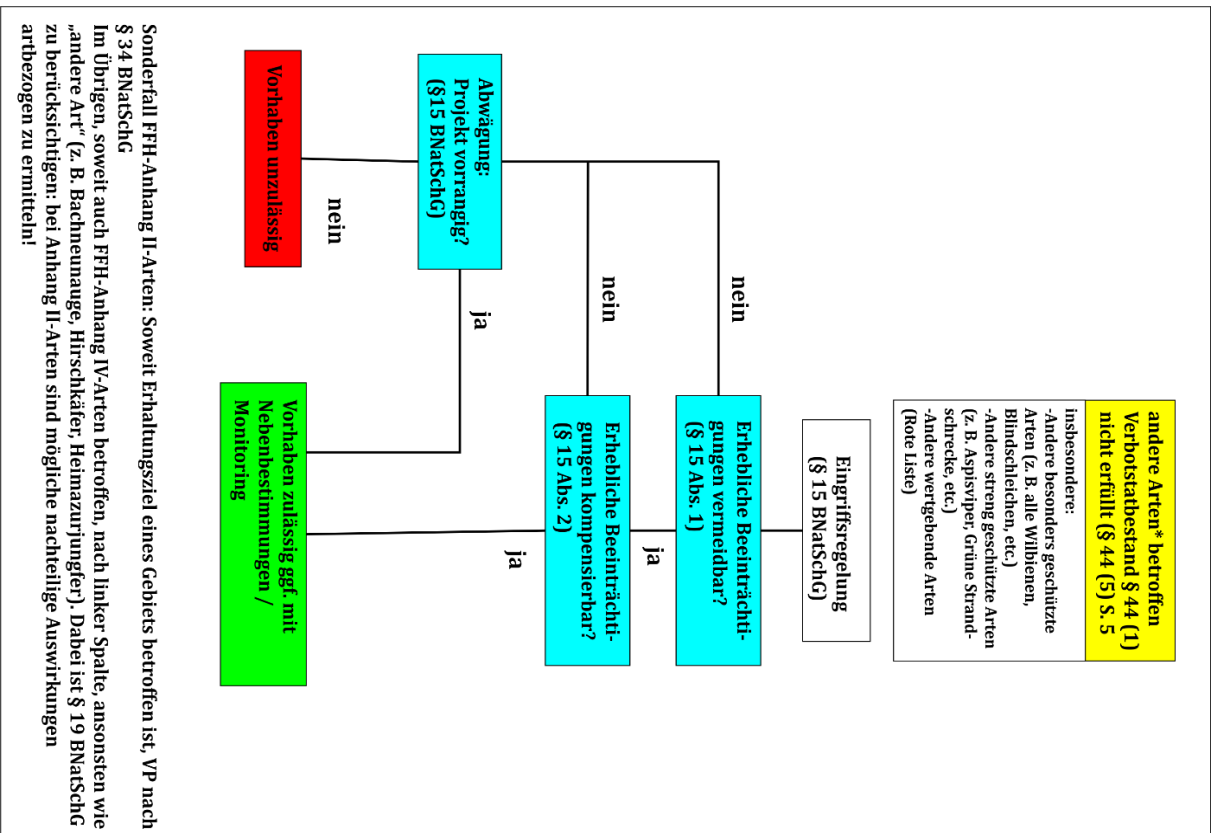 andere Arten* betroffen
Verbotstatbestand § 44 (1)
nicht erfüllt (§ 44 (5) S. 5
insbesondere:
-Andere besonders geschützte
Arten (z. B. alle Wilbienen,
Blindschleichen, etc.)
-Andere streng geschützte Arten
(z. B. Aspisviper, Grüne Strand-
schrecke, etc.)
-Andere wertgebende Arten
(Rote Liste)
Eingriffsregelung
(§ 15 BNatSchG)
Erhebliche Beeinträchti-
gungen vermeidbar?
(§ 15 Abs. 1)
nein
ja
Erhebliche Beeinträchti-
gungen kompensierbar?
(§ 15 Abs. 2)
nein
ja
Abwägung:
Projekt vorrangig?
(§15 BNatSchG)
ja
nein
Vorhaben unzulässig
Vorhaben zulässig ggf. mit
Nebenbestimmungen /
Monitoring
Sonderfall FFH-Anhang II-Arten: Soweit Erhaltungsziel eines Gebiets betroffen ist, VP nach
§ 34 BNatSchG
Im Übrigen, soweit auch FFH-Anhang IV-Arten betroffen, nach linker Spalte, ansonsten wie
„andere Art“ (z. B. Bachneunauge, Hirschkäfer, Heimazurjungfer). Dabei ist § 19 BNatSchG
zu berücksichtigen: bei Anhang II-Arten sind mögliche nachteilige Auswirkungen
artbezogen zu ermitteln!